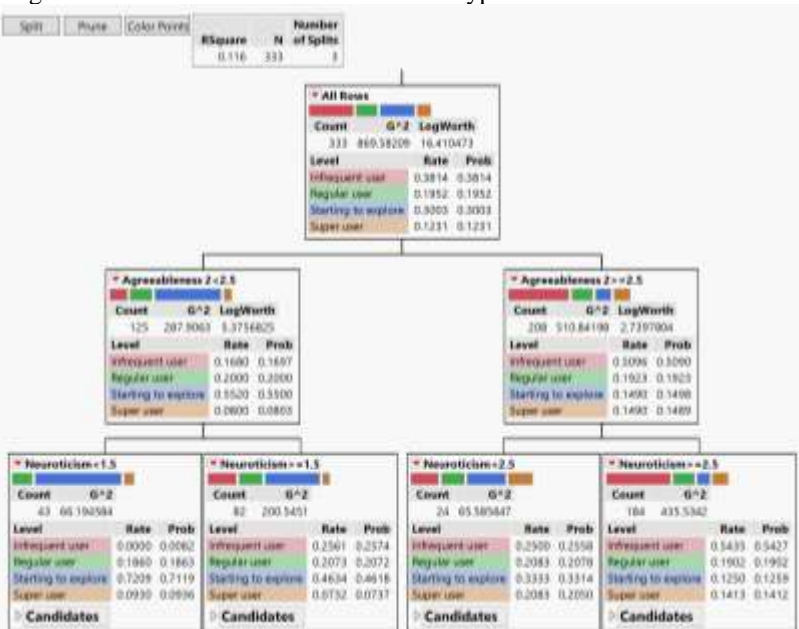 Split Prune Color Points
RSquare N Number of Splits
0.116 333 3
All Rows
Count G^2 LogWorth
333 869.58209 16.410473
Level Rate Prob
Infrequent user 0.3814 0.3814
Regular user 0.1952 0.1952
Starting to explore 0.3003 0.3003
Super user 0.1231 0.1231
Agreeableness 2<2.5
Count G^2 LogWorth
125 287.9063 5.3756825
Level Rate Prob
Infrequent user 0.1680 0.1697
Regular user 0.2000 0.2000
Starting to explore 0.5520 0.5500
Super user 0.0800 0.0803
Agreeableness 2>=2.5
Count G^2 LogWorth
208 510.84198 2.7397804
Level Rate Prob
Infrequent user 0.5096 0.5090
Regular user 0.1923 0.1923
Starting to explore 0.1490 0.1498
Super user 0.1490 0.1489
Neuroticism<1.5
Count G^2
43 66.194584
Level Rate Prob
Infrequent user 0.0000 0.0082
Regular user 0.1860 0.1863
Starting to explore 0.7209 0.7119
Super user 0.0930 0.0936
Candidates
Neuroticism>=1.5
Count G^2
82 200.5451
Level Rate Prob
Infrequent user 0.2561 0.2574
Regular user 0.2073 0.2072
Starting to explore 0.4634 0.4618
Super user 0.0732 0.0737
Candidates
Neuroticism<2.5
Count G^2
24 65.585847
Level Rate Prob
Infrequent user 0.2500 0.2558
Regular user 0.2083 0.2078
Starting to explore 0.3333 0.3314
Super user 0.2083 0.2050
Candidates
Neuroticism>=2.5
Count G^2
184 435.5342
Level Rate Prob
Infrequent user 0.5435 0.5427
Regular user 0.1902 0.1902
Starting to explore 0.1250 0.1259
Super user 0.1413 0.1412
Candidates